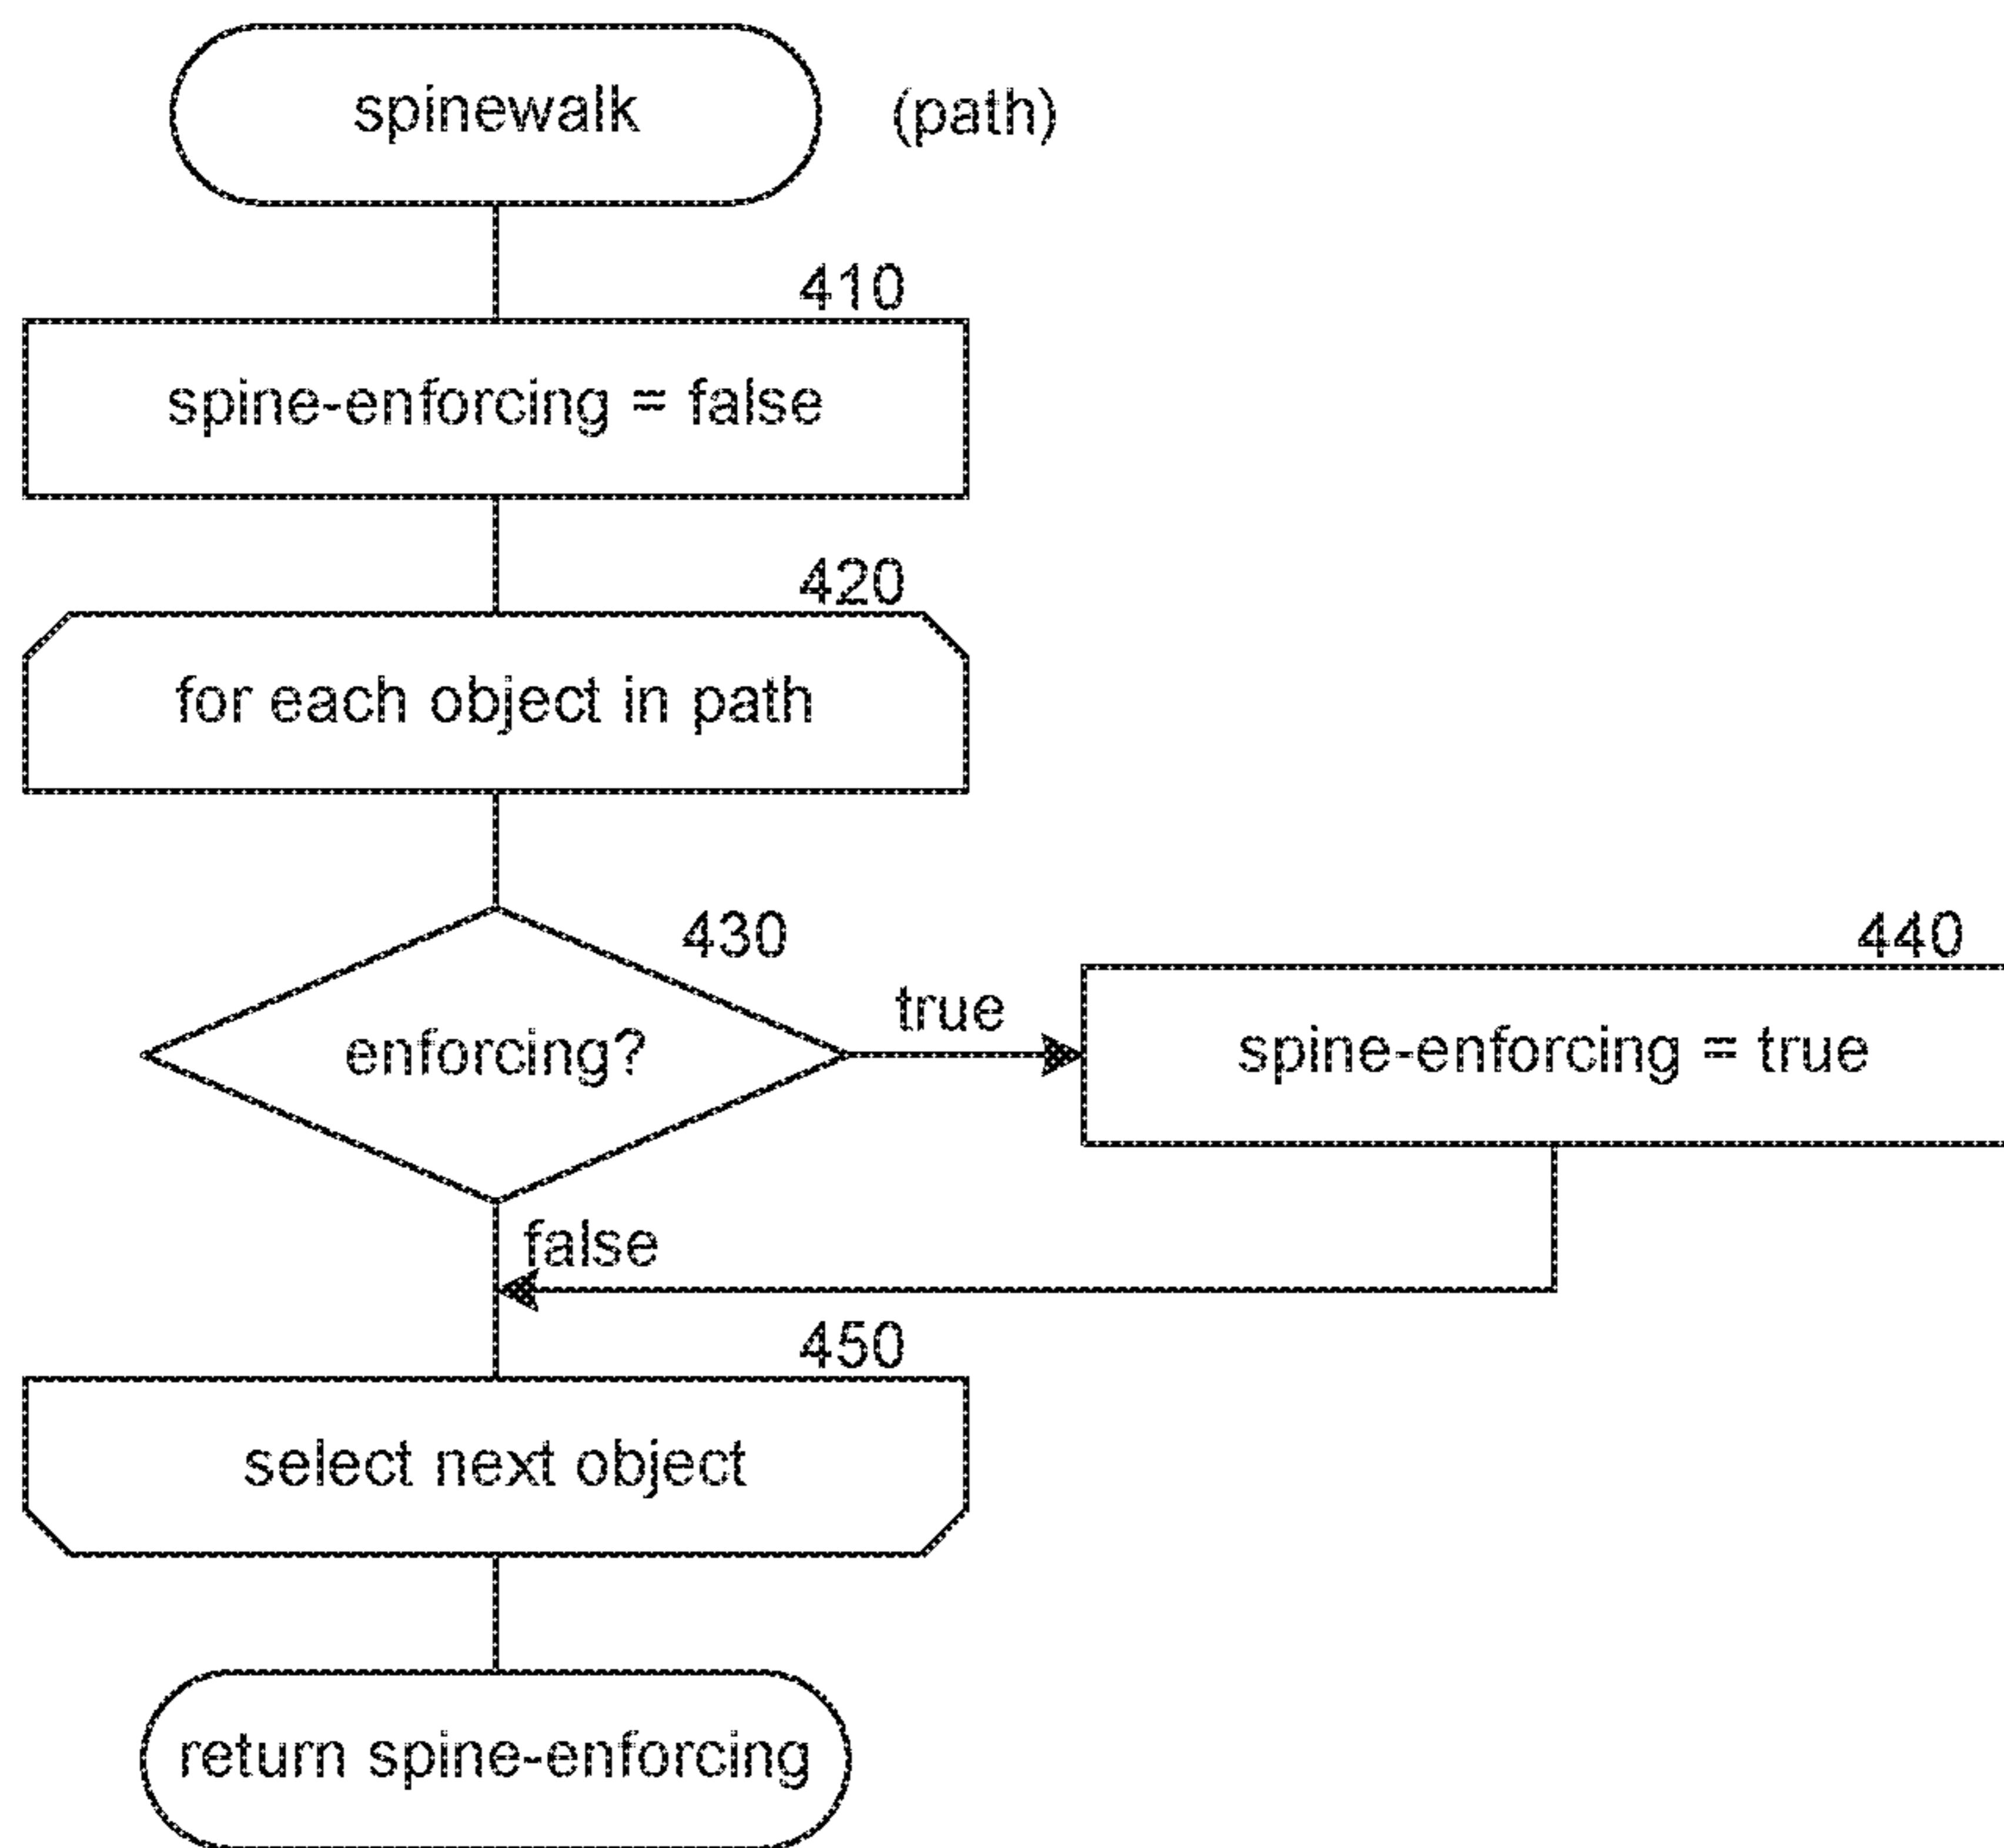 spinewalk (path)
410
spine-enforcing = false
420
for each object in path
430
enforcing?
true
440
spine-enforcing = true
false
450
select next object
return spine-enforcing